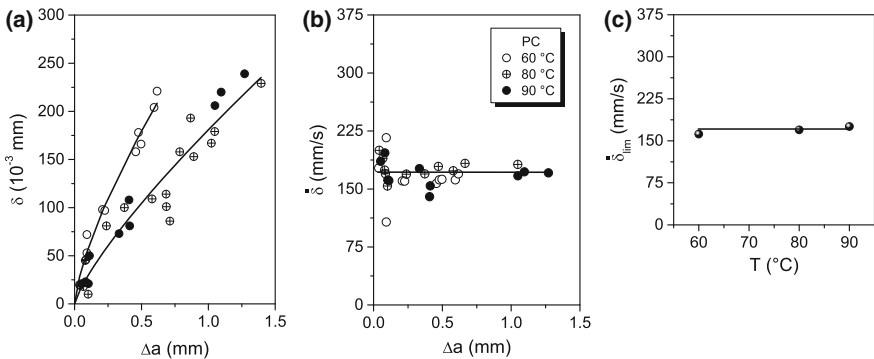 (a)
300
250
200
150
100
50
0
δ (10⁻³ mm)
0.0 0.5 1.0 1.5
Δa (mm)
(b)
375
300
225
150
75
0
δ̇ (mm/s)
0.0 0.5 1.0 1.5
Δa (mm)
PC
60 °C
80 °C
90 °C
(c)
375
300
225
150
75
0
δ̇lim (mm/s)
60 70 80 90
T (°C)